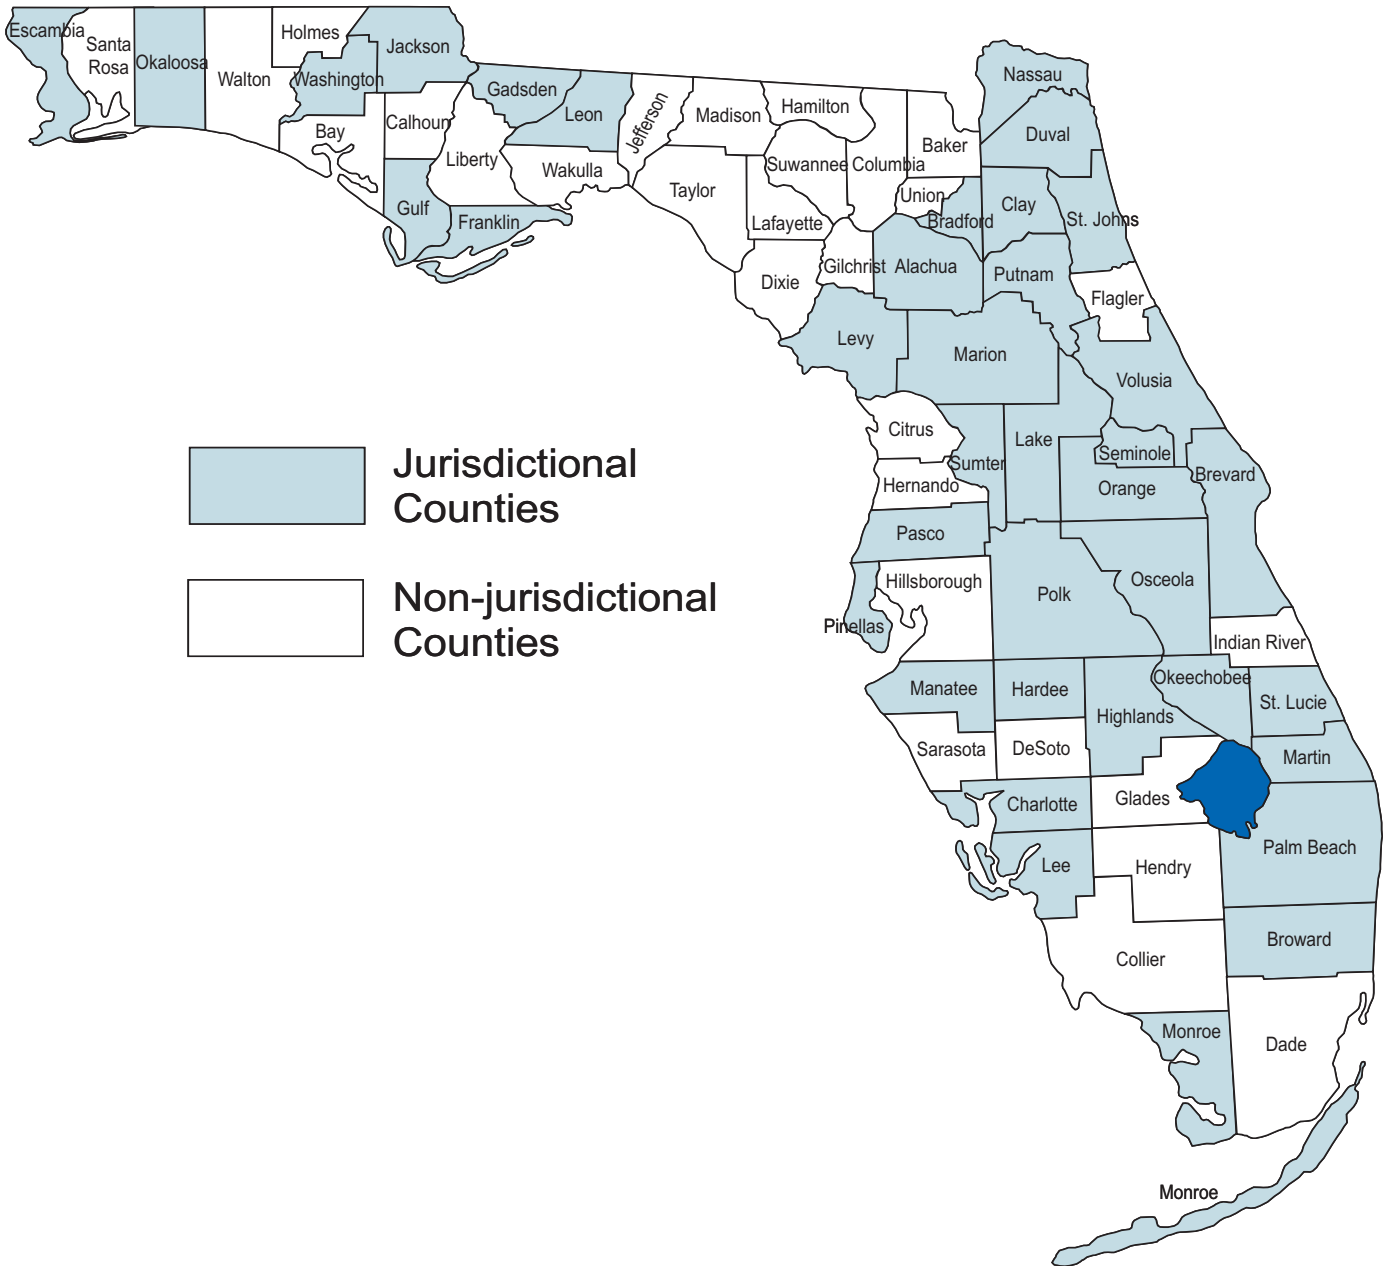 Escambia
Santa
Rosa
Okaloosa
Walton
Holmes
Washington
Jackson
Bay
Calhoun
Gulf
Liberty
Gadsden
Leon
Franklin
Wakulla
Jefferson
Madison
Taylor
Hamilton
Suwannee
Lafayette
Dixie
Columbia
Gilchrist
Baker
Union
Bradford
Alachua
Nassau
Duval
Clay
St. Johns
Putnam
Flagler
Levy
Marion
Volusia
Citrus
Sumter
Lake
Seminole
Hernando
Orange
Brevard
Pasco
Hillsborough
Pinellas
Polk
Osceola
Indian River
Manatee
Hardee
Highlands
Okeechobee
St. Lucie
Sarasota
DeSoto
Martin
Charlotte
Glades
Lee
Hendry
Palm Beach
Collier
Broward
Monroe
Dade
Monroe
Jurisdictional
Counties
Non-jurisdictional
Counties